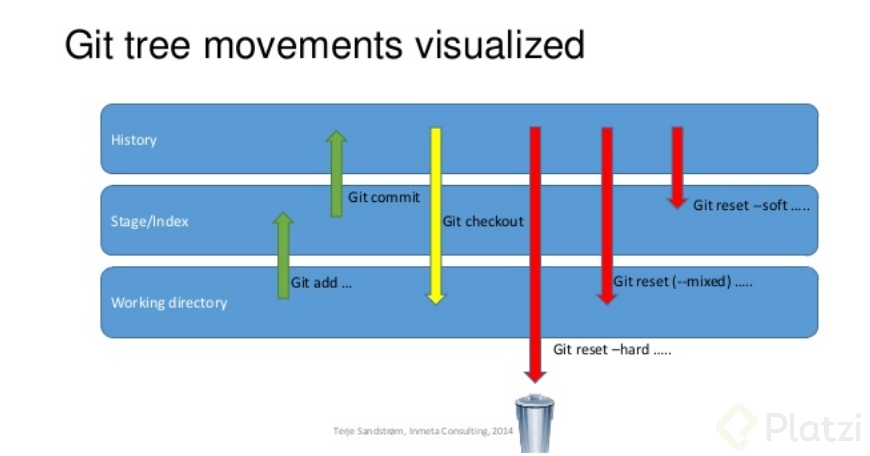 Git tree movements visualized
History
Git commit
Git reset –soft .....
Stage/Index
Git checkout
Git add ...
Git reset (--mixed) .....
Working directory
Git reset –hard .....
Terje Sandstrøm, Inmeta Consulting, 2014
Platzi